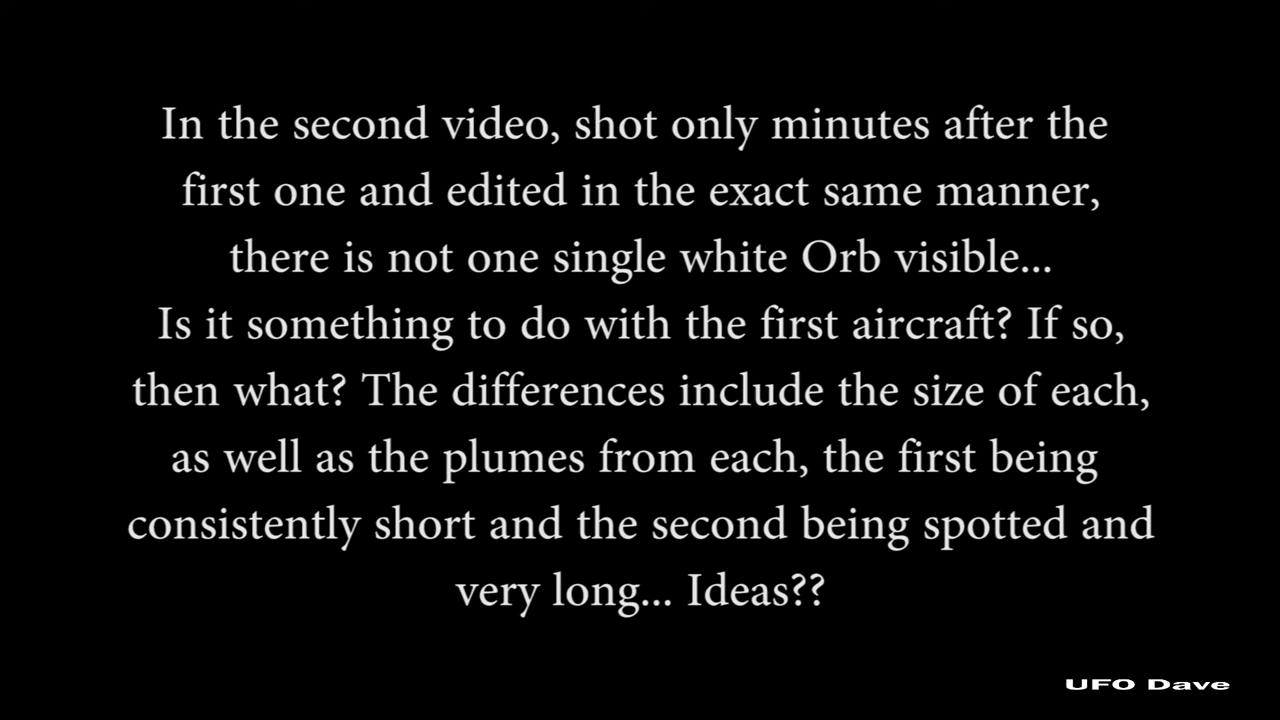 In the second video, shot only minutes after the
first one and edited in the exact same manner,
there is not one single white Orb visible...
Is it something to do with the first aircraft? If so,
then what? The differences include the size of each,
as well as the plumes from each, the first being
consistently short and the second being spotted and
very long... Ideas??
UFO Dave